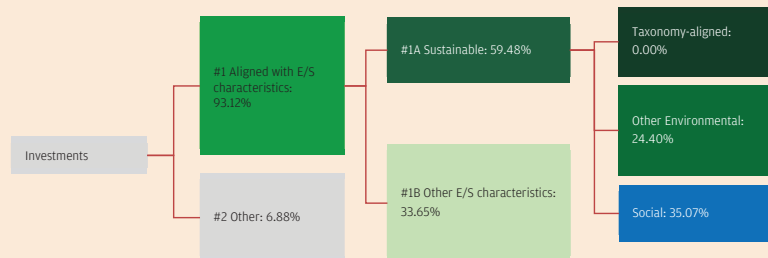 Investments
#1 Aligned with E/S
characteristics:
93.12%
#2 Other: 6.88%
#1A Sustainable: 59.48%
#1B Other E/S characteristics:
33.65%
Taxonomy-aligned:
0.00%
Other Environmental:
24.40%
Social: 35.07%